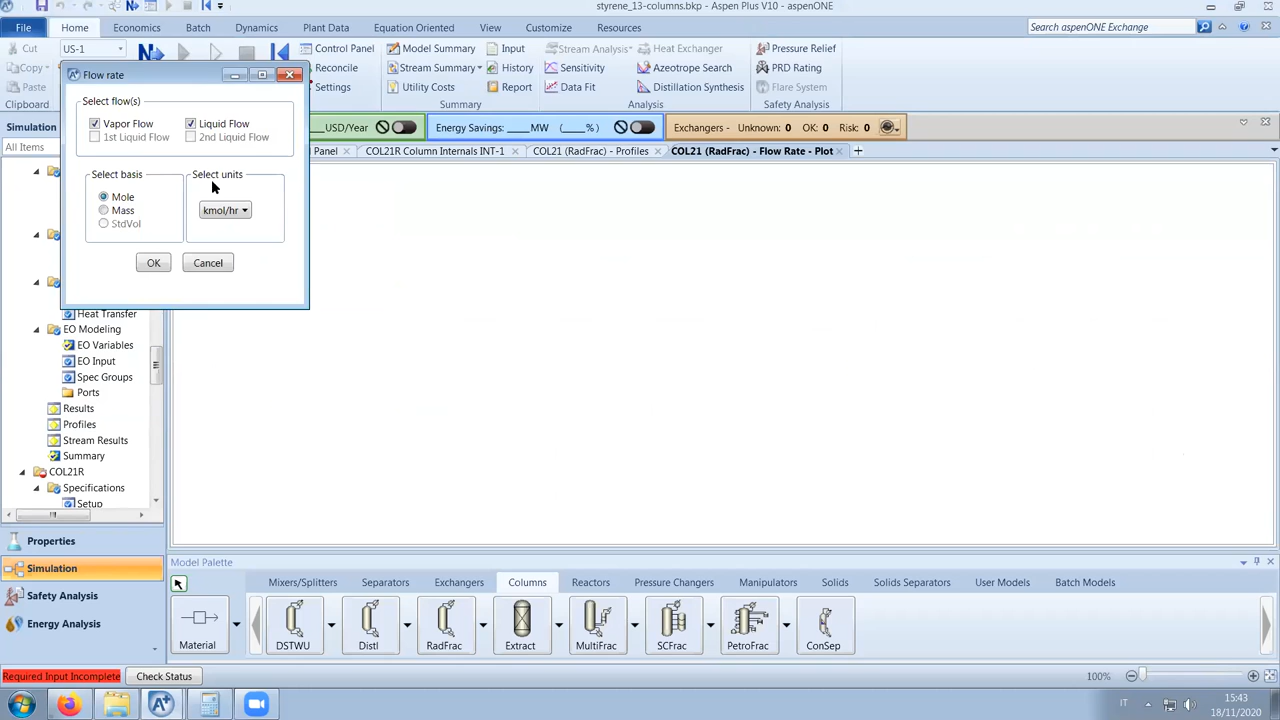 styrene_13-columns.bkp - Aspen Plus V10 - aspenONE
File Home Economics Batch Dynamics Plant Data Equation Oriented View Customize Resources Search aspenONE Exchange
Cut US-1 N Control Panel Model Summary Input Stream Analysis Heat Exchanger Pressure Relief
Copy Reconcile Stream Summary History Sensitivity Azeotrope Search PRD Rating
Paste Settings Utility Costs Report Data Fit Distillation Synthesis Flare System
Clipboard Summary Analysis Safety Analysis
Flow rate
Select flow(s)
Vapor Flow Liquid Flow
1st Liquid Flow 2nd Liquid Flow
Select basis Select units
Mole
Mass kmol/hr
StdVol
OK Cancel
Simulation USD/Year Energy Savings: ____ MW (____ %) Exchangers - Unknown: 0 OK: 0 Risk: 0
All Items Panel COL21R Column Internals INT-1 COL21 (RadFrac) - Profiles COL21 (RadFrac) - Flow Rate - Plot
Heat Transfer
EO Modeling
EO Variables
EO Input
Spec Groups
Ports
Results
Profiles
Stream Results
Summary
COL21R
Specifications
Setup
Properties
Simulation
Safety Analysis
Energy Analysis
Model Palette
Mixers/Splitters Separators Exchangers Columns Reactors Pressure Changers Manipulators Solids Solids Separators User Models Batch Models
Material DSTWU Distl RadFrac Extract MultiFrac SCFrac PetroFrac ConSep
Required Input Incomplete Check Status 100%
IT 15:43
18/11/2020